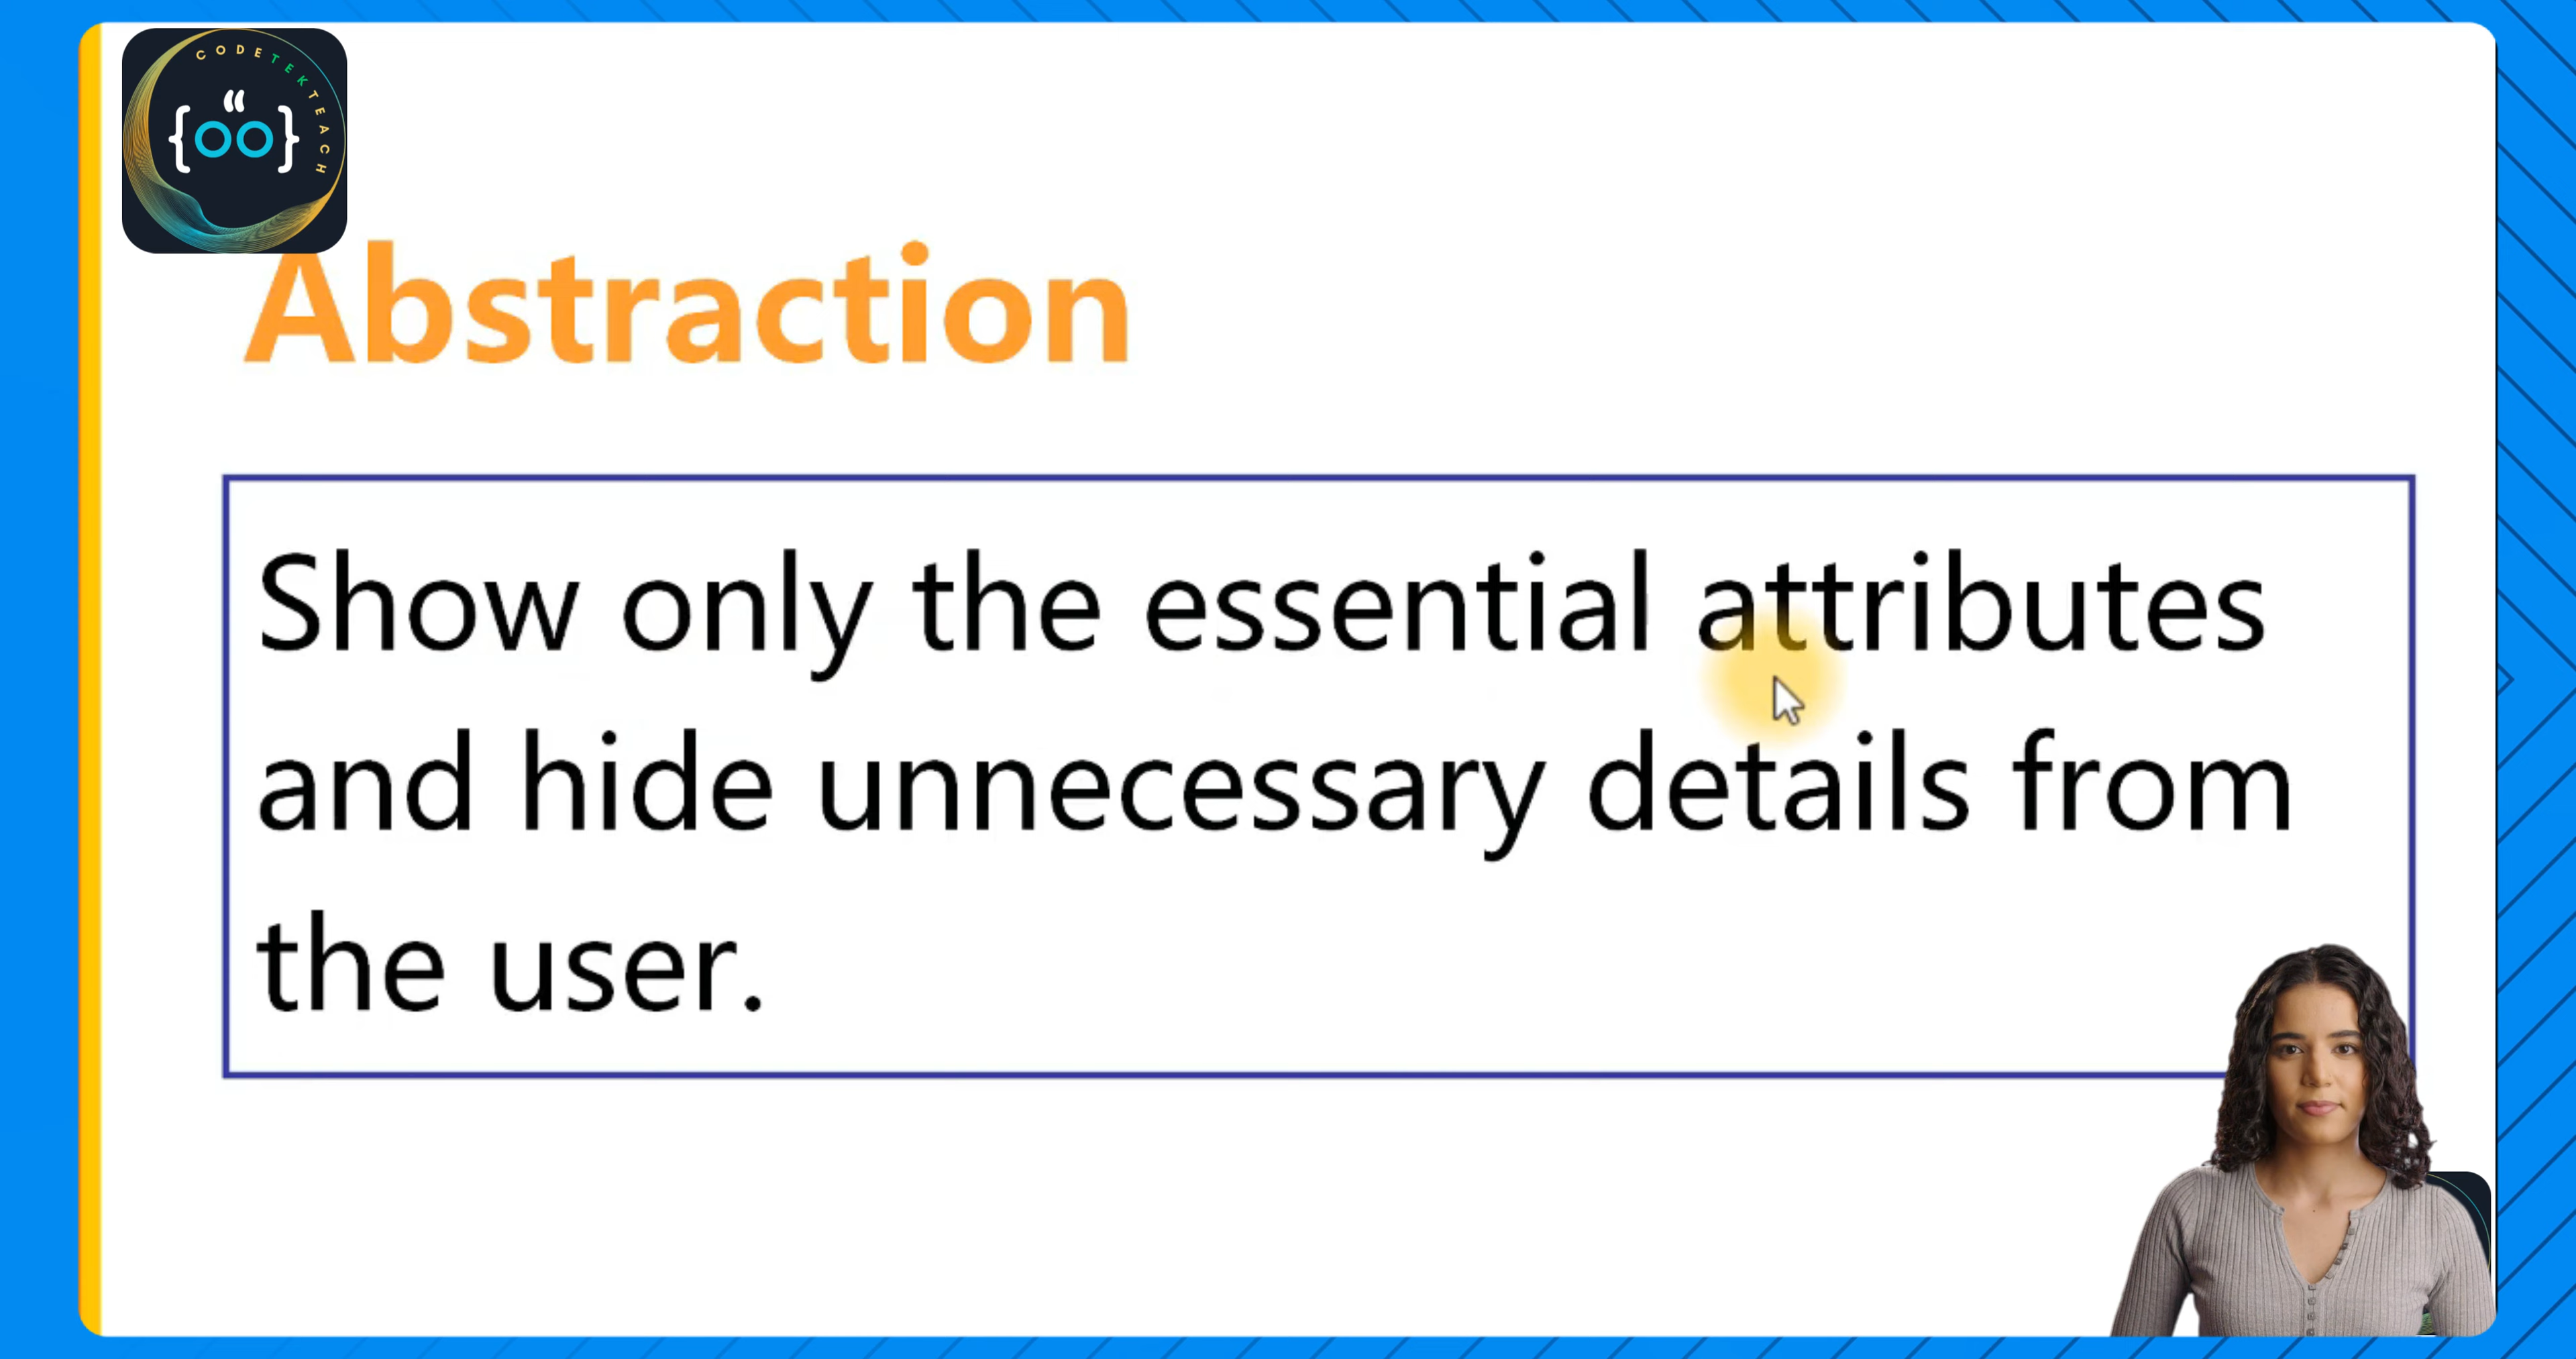 CODETEKTEACH
{oo}
Abstraction
Show only the essential attributes
and hide unnecessary details from
the user.